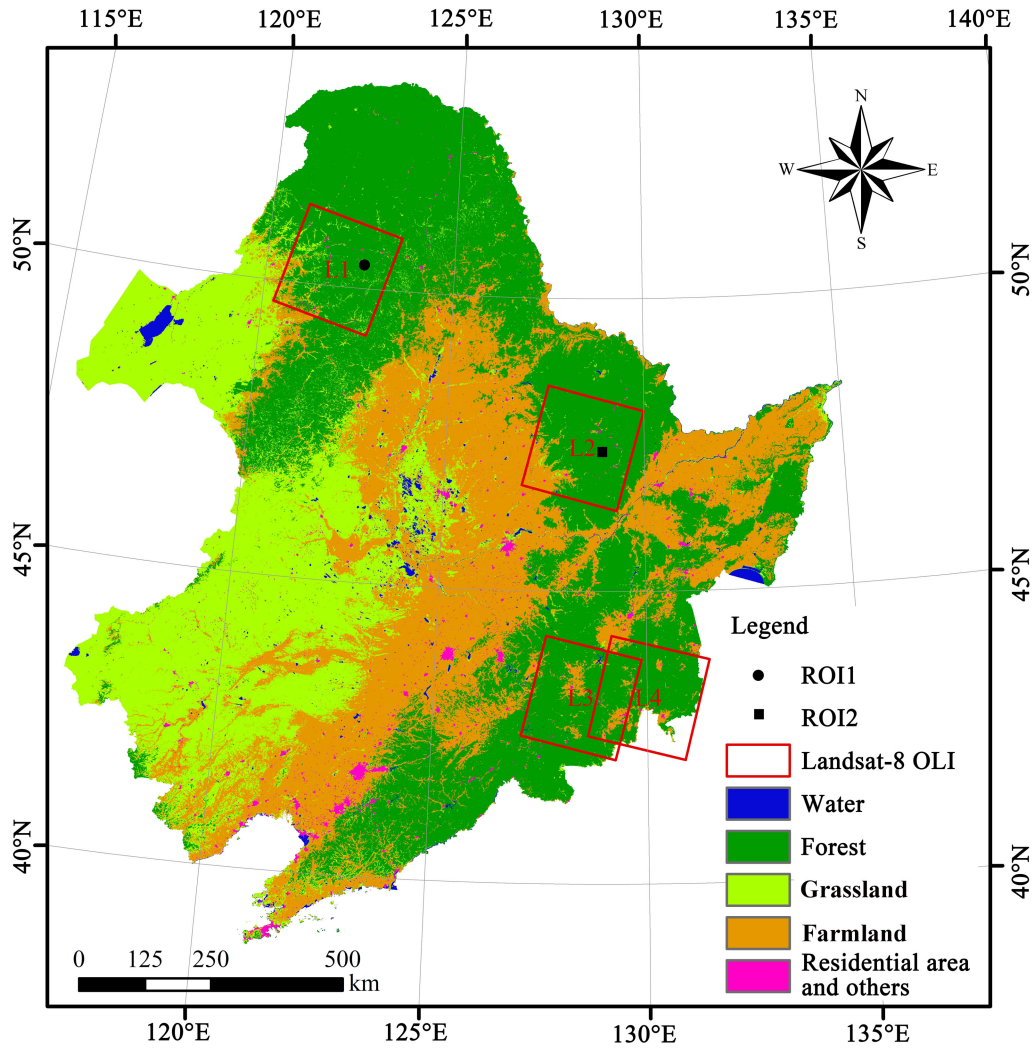 115°E 120°E 125°E 130°E 135°E 140°E
N
W E
S
50°N
50°N
L1
L2
45°N
45°N
Legend
ROI1
L3 L4
ROI2
Landsat-8 OLI
Water
40°N
Forest
40°N
Grassland
Farmland
0 125 250 500
km
Residential area
and others
120°E 125°E 130°E 135°E